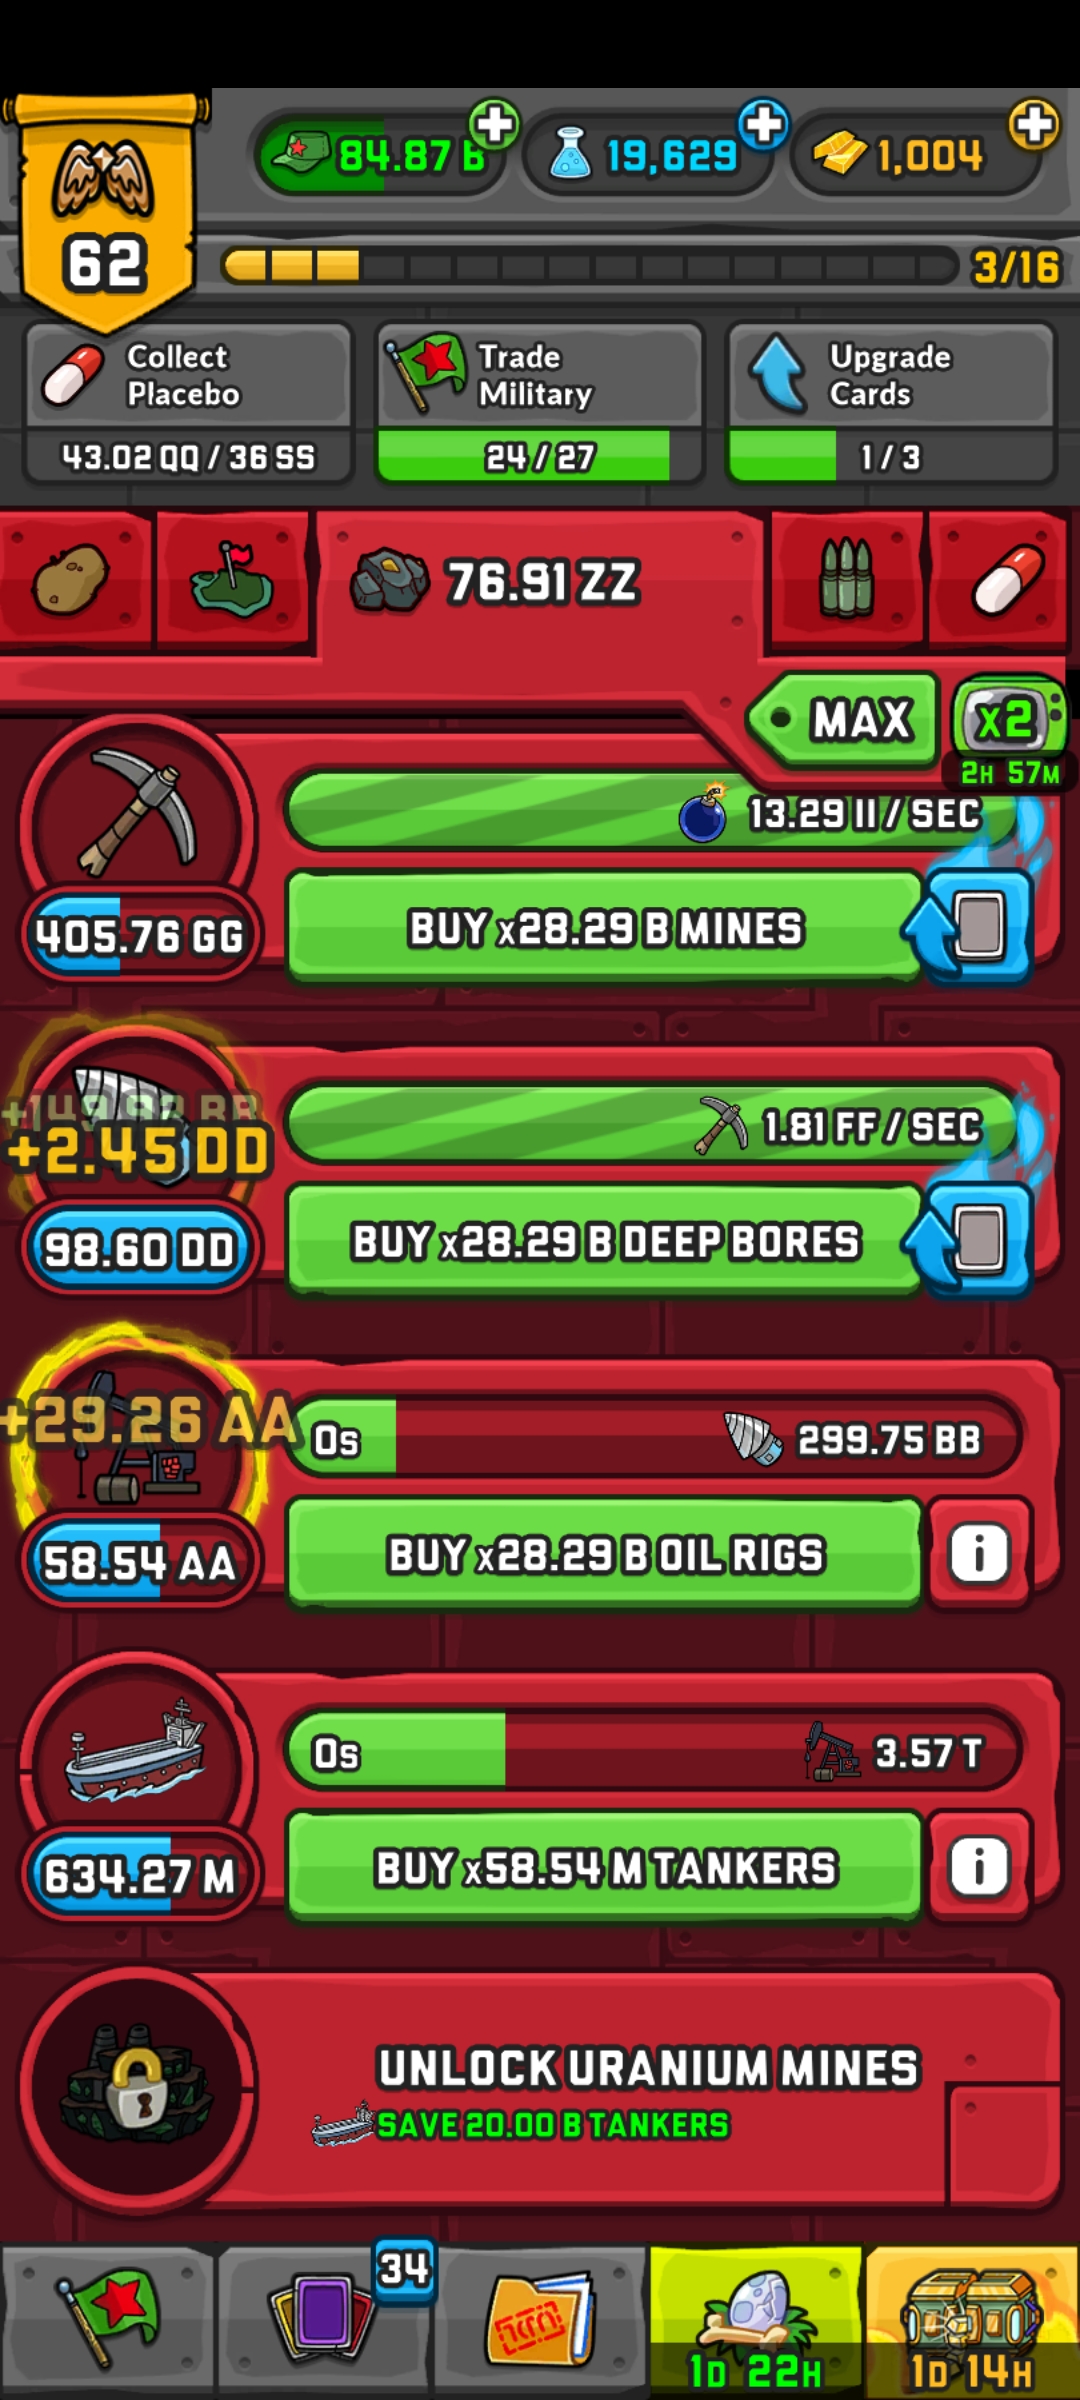 62
84.87 B
19,629
1,004
3/16
Collect
Placebo
43.02 QQ / 36 SS
Trade
Military
24 / 27
Upgrade
Cards
1 / 3
76.91 ZZ
MAX
x2
2H 57M
13.29 II / SEC
405.76 GG
BUY x28.29 B MINES
+149.92 BB
+2.45 DD
1.81 FF / SEC
98.60 DD
BUY x28.29 B DEEP BORES
+29.26 AA
0s
299.75 BB
58.54 AA
BUY x28.29 B OIL RIGS
i
0s
3.57 T
634.27 M
BUY x58.54 M TANKERS
i
UNLOCK URANIUM MINES
SAVE 20.00 B TANKERS
34
1D 22H
1D 14H